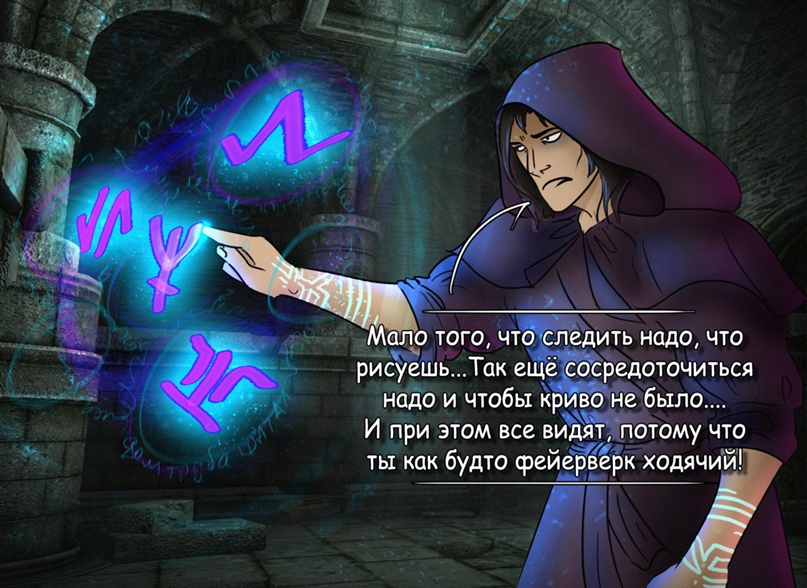 Мало того, что следить надо, что
рисуешь...Так ещё сосредоточиться
надо и чтобы криво не было....
И при этом все видят, потому что
ты как будто фейерверк ходячий!